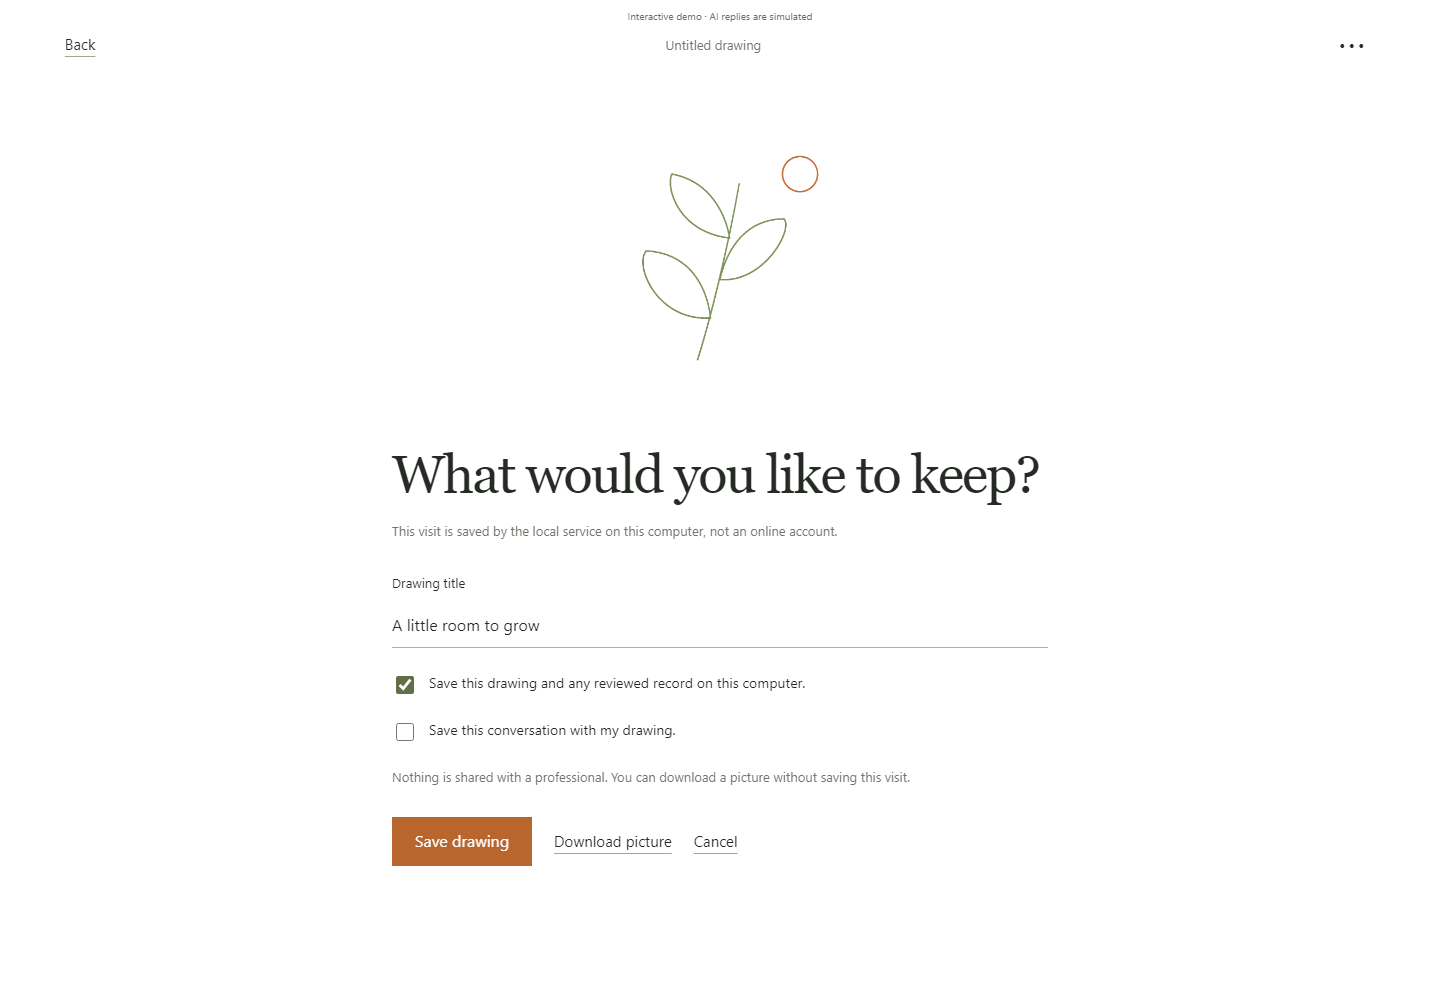 Interactive demo · AI replies are simulated
Back
Untitled drawing
What would you like to keep?
This visit is saved by the local service on this computer, not an online account.
Drawing title
A little room to grow
Save this drawing and any reviewed record on this computer.
Save this conversation with my drawing.
Nothing is shared with a professional. You can download a picture without saving this visit.
Save drawing
Download picture
Cancel